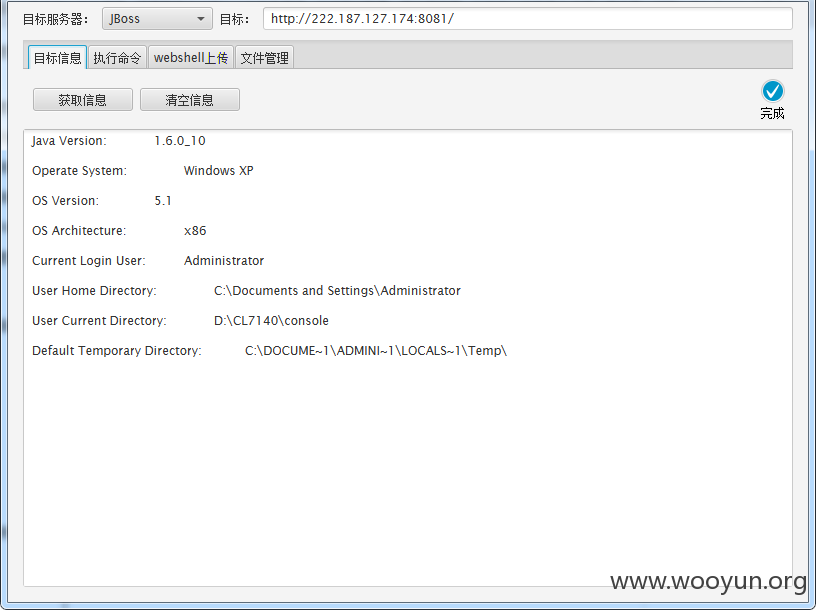 目标服务器： JBoss 目标： http://222.187.127.174:8081/
目标信息 执行命令 webshell上传 文件管理
获取信息 清空信息
完成
Java Version: 1.6.0_10
Operate System: Windows XP
OS Version: 5.1
OS Architecture: x86
Current Login User: Administrator
User Home Directory: C:\Documents and Settings\Administrator
User Current Directory: D:\CL7140\console
Default Temporary Directory: C:\DOCUME~1\ADMINI~1\LOCALS~1\Temp\
www.wooyun.org